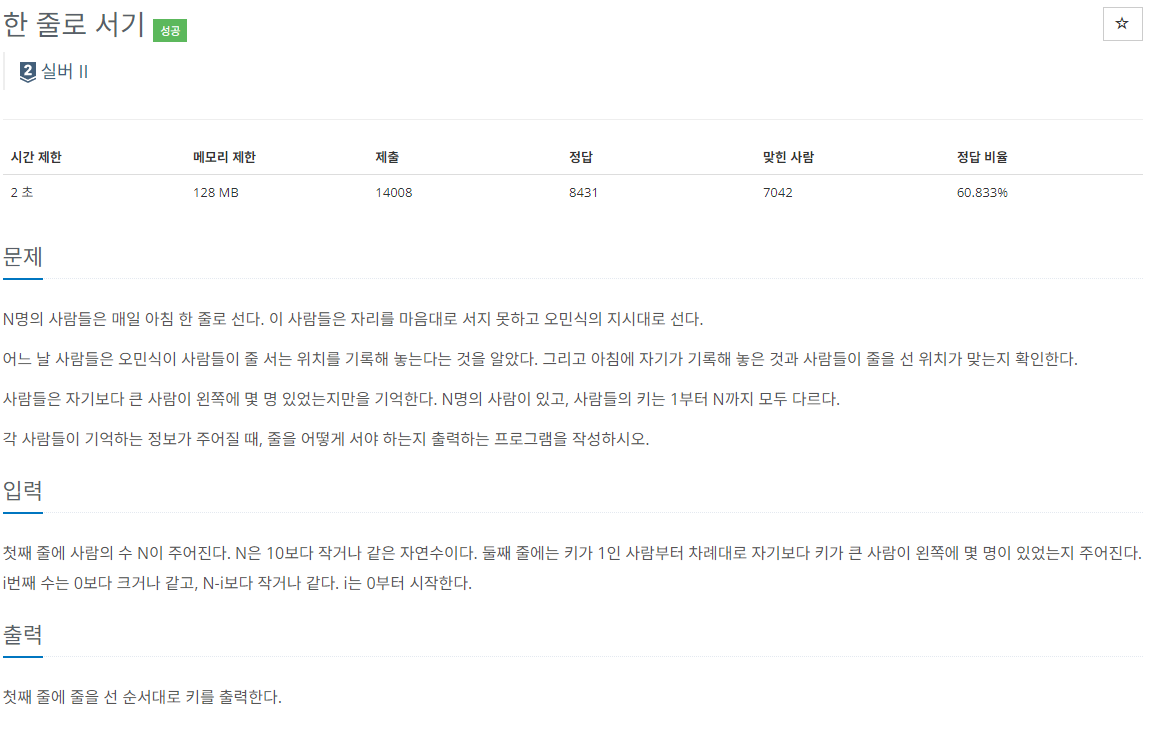 한 줄로 서기 성공
☆
2 실버 II
시간 제한 메모리 제한 제출 정답 맞힌 사람 정답 비율
2 초 128 MB 14008 8431 7042 60.833%
문제
N명의 사람들은 매일 아침 한 줄로 선다. 이 사람들은 자리를 마음대로 서지 못하고 오민식의 지시대로 선다.
어느 날 사람들은 오민식이 사람들이 줄 서는 위치를 기록해 놓는다는 것을 알았다. 그리고 아침에 자기가 기록해 놓은 것과 사람들이 줄을 선 위치가 맞는지 확인한다.
사람들은 자기보다 큰 사람이 왼쪽에 몇 명 있었는지만을 기억한다. N명의 사람이 있고, 사람들의 키는 1부터 N까지 모두 다르다.
각 사람들이 기억하는 정보가 주어질 때, 줄을 어떻게 서야 하는지 출력하는 프로그램을 작성하시오.
입력
첫째 줄에 사람의 수 N이 주어진다. N은 10보다 작거나 같은 자연수이다. 둘째 줄에는 키가 1인 사람부터 차례대로 자기보다 키가 큰 사람이 왼쪽에 몇 명이 있었는지 주어진다.
i번째 수는 0보다 크거나 같고, N-i보다 작거나 같다. i는 0부터 시작한다.
출력
첫째 줄에 줄을 선 순서대로 키를 출력한다.